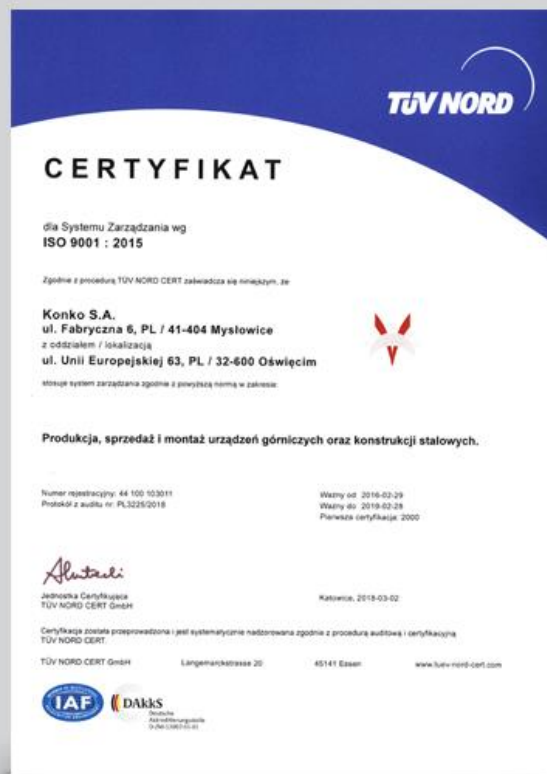 TÜV NORD
CERTYFIKAT
dla Systemu Zarządzania wg
ISO 9001 : 2015
Zgodnie z procedurą TÜV NORD CERT zaświadcza się niniejszym, że
Konko S.A.
ul. Fabryczna 6, PL / 41-404 Mysłowice
z oddziałem / lokalizacją
ul. Unii Europejskiej 63, PL / 32-600 Oświęcim
stosuje system zarządzania zgodnie z powyższą normą w zakresie:
Produkcja, sprzedaż i montaż urządzeń górniczych oraz konstrukcji stalowych.
Numer rejestracyjny: 44 100 103011
Protokół z auditu nr: PL3225/2018
Ważny od: 2016-02-29
Ważny do: 2019-02-28
Pierwsza certyfikacja: 2000
Jednostka Certyfikująca
TÜV NORD CERT GmbH
Katowice, 2018-03-02
Certyfikacja została przeprowadzona i jest systematycznie nadzorowana zgodnie z procedurą auditową i certyfikacyjną
TÜV NORD CERT.
TÜV NORD CERT GmbH Langemarckstrasse 20 45141 Essen www.tuev-nord-cert.com
IAF
DAkkS
Deutsche
Akkreditierungsstelle